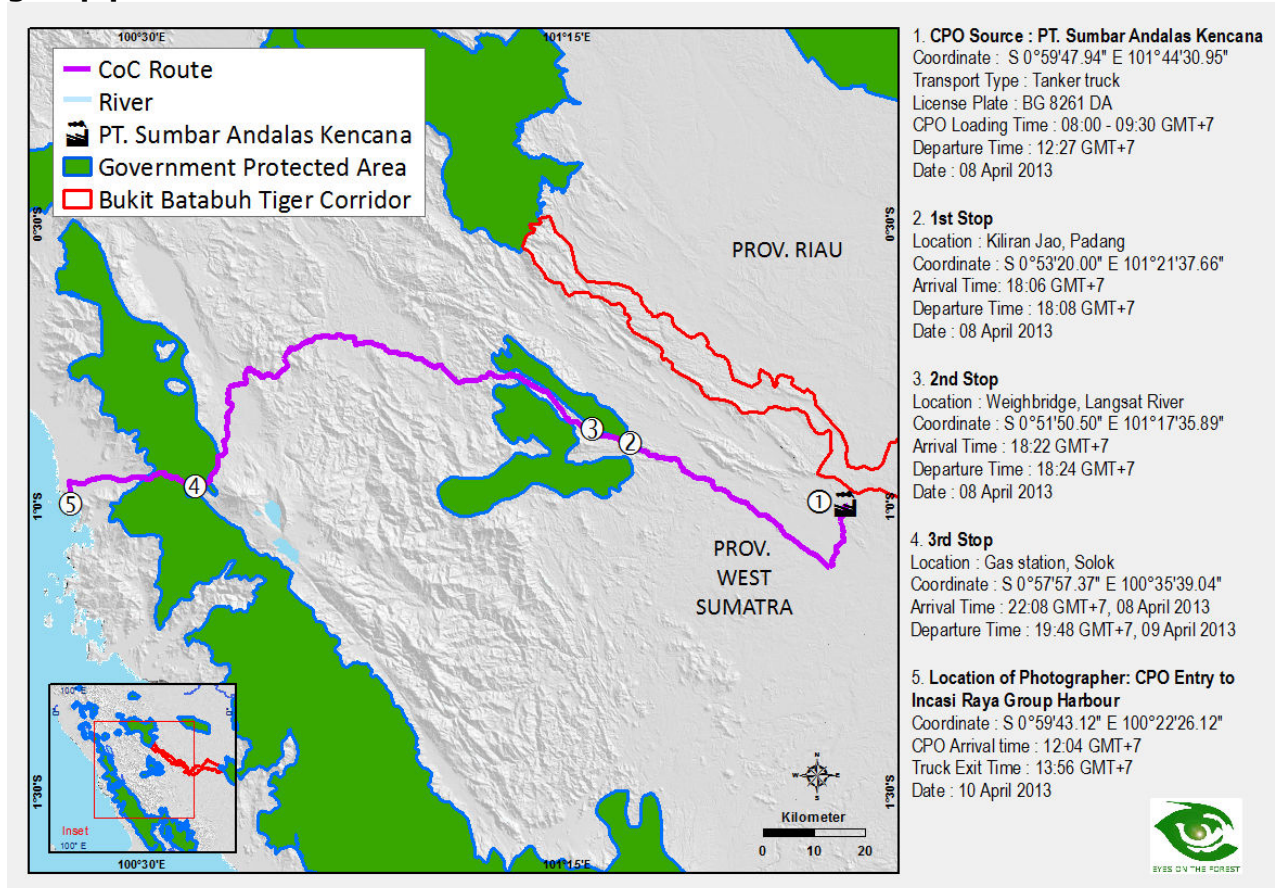 100°30'E
101°15'E
CoC Route
River
PT. Sumbar Andalas Kencana
Government Protected Area
Bukit Batabuh Tiger Corridor
0°30'S
0°30'S
PROV. RIAU
3
2
4
5
1
1°0'S
1°0'S
PROV.
WEST
SUMATRA
100° E
0°
0°
Inset
100° E
1°30'S
1°30'S
N
W
E
S
Kilometer
0 10 20
100°30'E
101°15'E
1. CPO Source : PT. Sumbar Andalas Kencana
Coordinate : S 0°59'47.94" E 101°44'30.95"
Transport Type : Tanker truck
License Plate : BG 8261 DA
CPO Loading Time : 08:00 - 09:30 GMT+7
Departure Time : 12:27 GMT+7
Date : 08 April 2013
2. 1st Stop
Location : Kiliran Jao, Padang
Coordinate : S 0°53'20.00" E 101°21'37.66"
Arrival Time: 18:06 GMT+7
Departure Time: 18:08 GMT+7
Date : 08 April 2013
3. 2nd Stop
Location : Weighbridge, Langsat River
Coordinate : S 0°51'50.50" E 101°17'35.89"
Arrival Time : 18:22 GMT+7
Departure Time : 18:24 GMT+7
Date : 08 April 2013
4. 3rd Stop
Location : Gas station, Solok
Coordinate : S 0°57'57.37" E 100°35'39.04"
Arrival Time : 22:08 GMT+7, 08 April 2013
Departure Time : 19:48 GMT+7, 09 April 2013
5. Location of Photographer: CPO Entry to
Incasi Raya Group Harbour
Coordinate : S 0°59'43.12" E 100°22'26.12"
CPO Arrival time : 12:04 GMT+7
Truck Exit Time : 13:56 GMT+7
Date : 10 April 2013
EYES ON THE FOREST